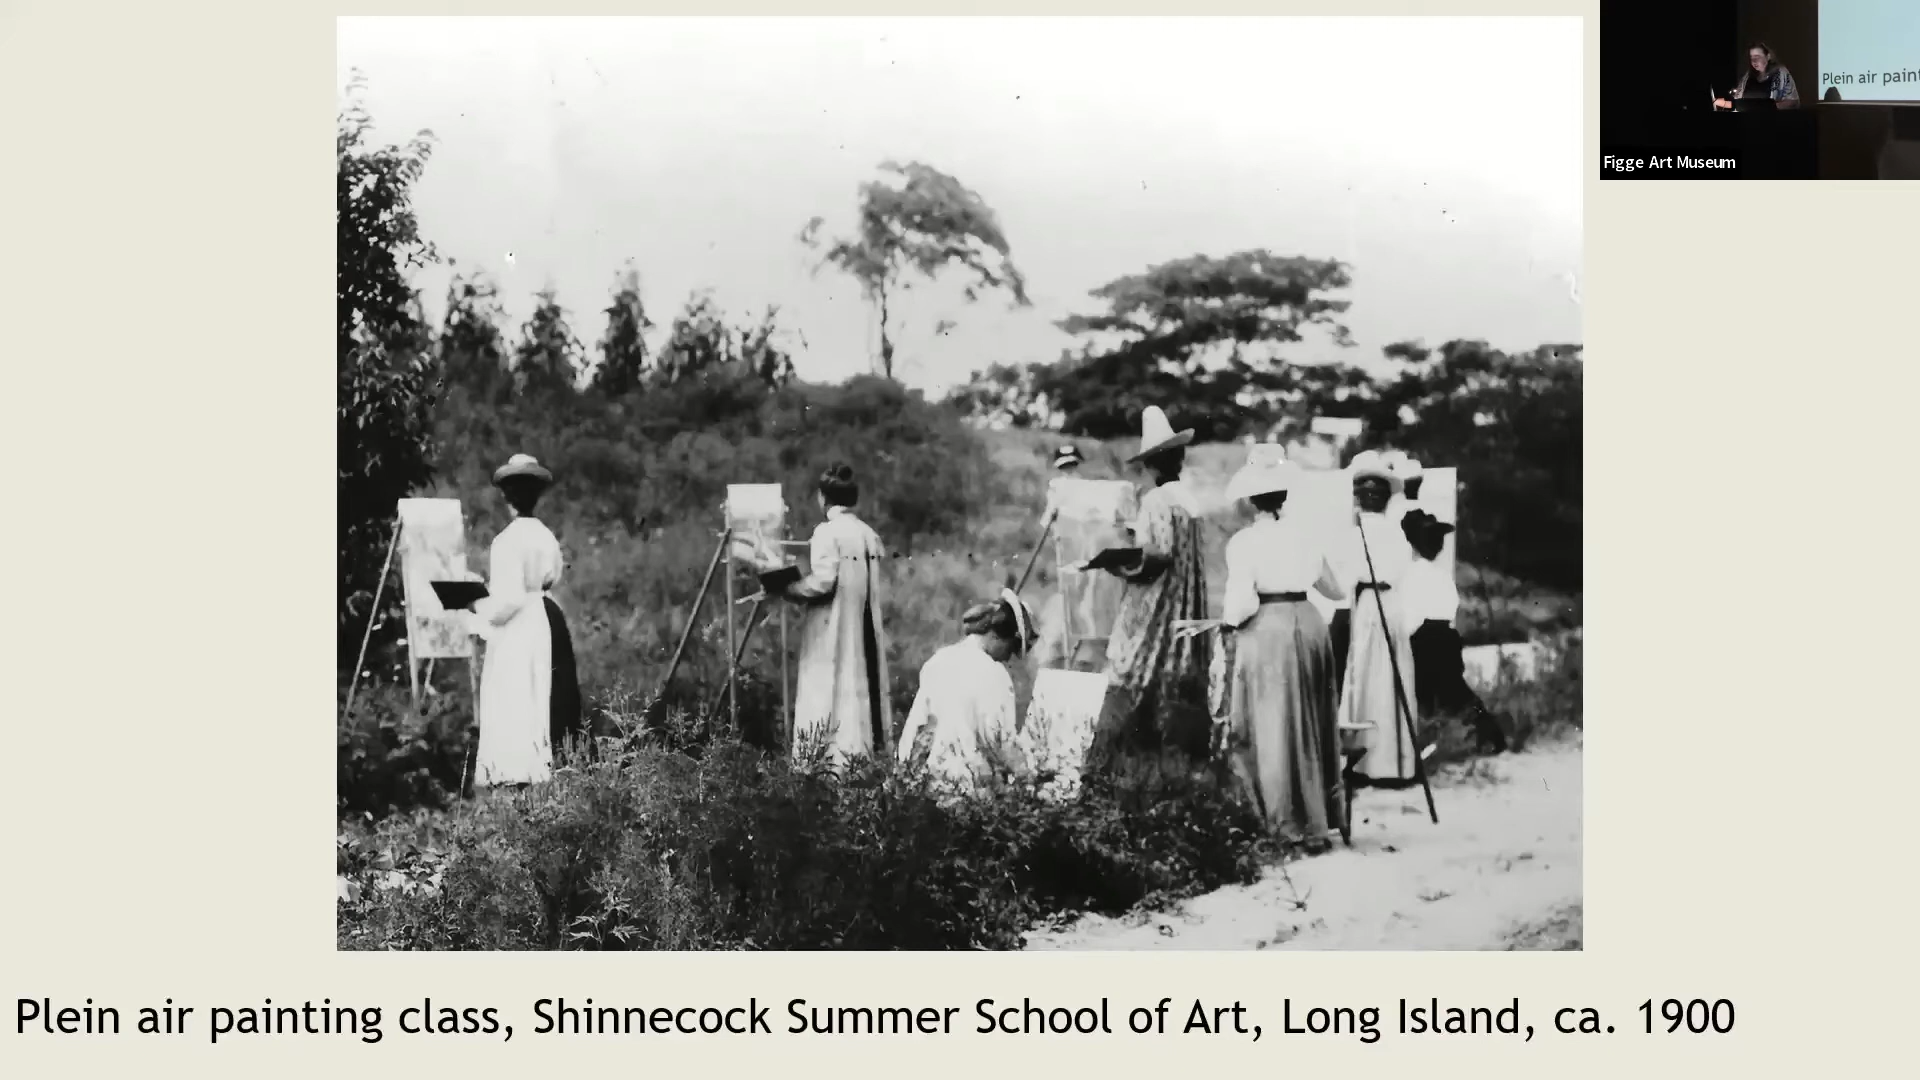 Plein air paint
Figge Art Museum
Plein air painting class, Shinnecock Summer School of Art, Long Island, ca. 1900